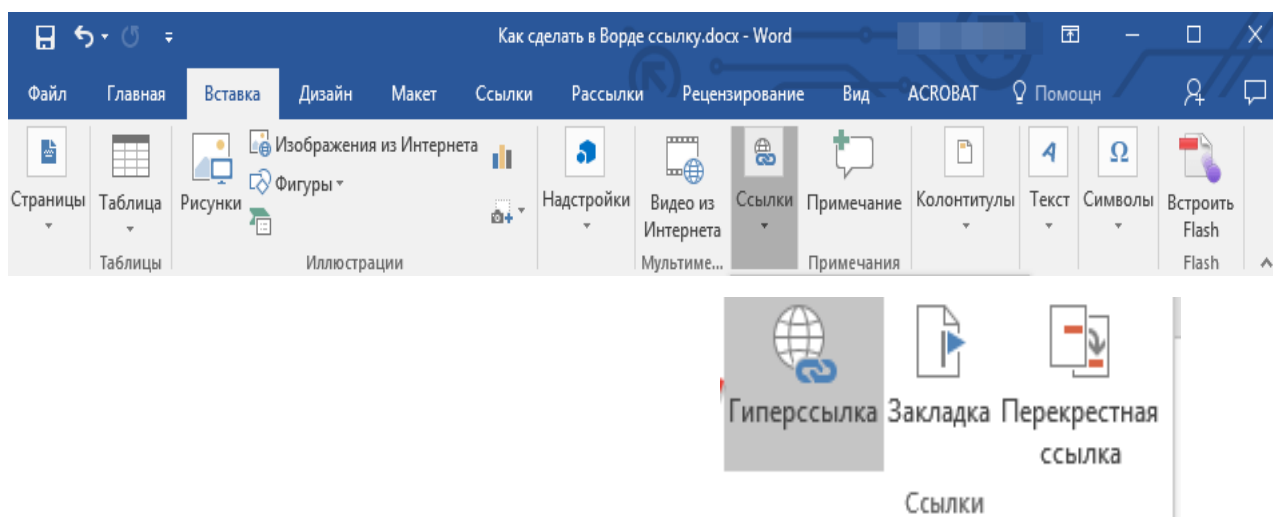 Как сделать в Ворде ссылку.docx - Word
Файл Главная Вставка Дизайн Макет Ссылки Рассылки Рецензирование Вид ACROBAT Помощн
Изображения из Интернета
Фигуры
Страницы Таблица Рисунки Надстройки Видео из Ссылки Примечание Колонтитулы Текст Символы Встроить
Интернета Flash
Таблицы Иллюстрации Мультиме... Примечания Flash
Гиперссылка Закладка Перекрестная
ссылка
Ссылки